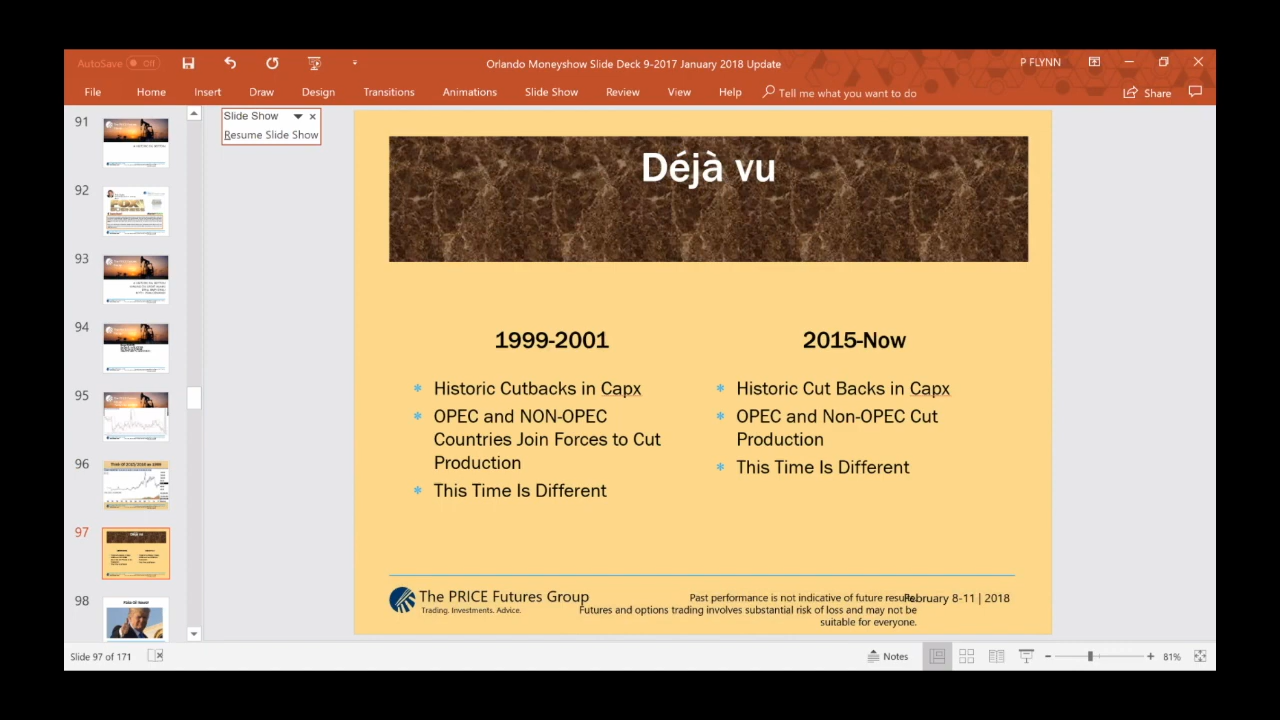 AutoSave Off
Orlando Moneyshow Slide Deck 9-2017 January 2018 Update
P FLYNN
File Home Insert Draw Design Transitions Animations Slide Show Review View Help Tell me what you want to do Share
Slide Show
Resume Slide Show
91
92
93
94
95
96
Think Of 2015/2016 as 1999
97
98
Déjà vu
1999-2001
Historic Cutbacks in Capx
OPEC and NON-OPEC
Countries Join Forces to Cut
Production
This Time Is Different
2015-Now
Historic Cut Backs in Capx
OPEC and Non-OPEC Cut
Production
This Time Is Different
The PRICE Futures Group
Trading. Investments. Advice.
Past performance is not indicative of future results.
Futures and options trading involves substantial risk of loss and may not be
suitable for everyone.
February 8-11 | 2018
Slide 97 of 171
Notes
81%